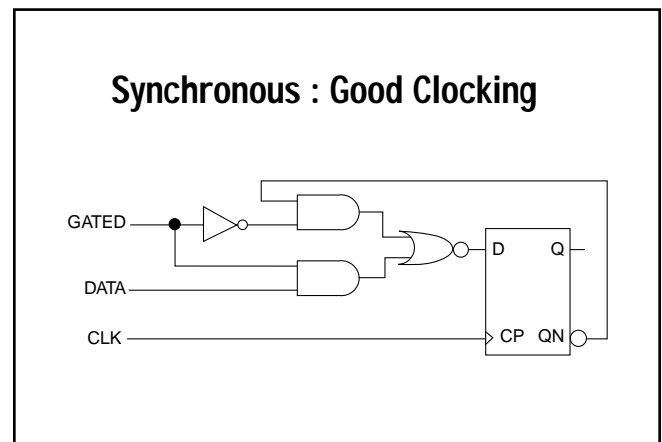 Synchronous : Good Clocking
GATED
D Q
DATA
CLK
CP QN